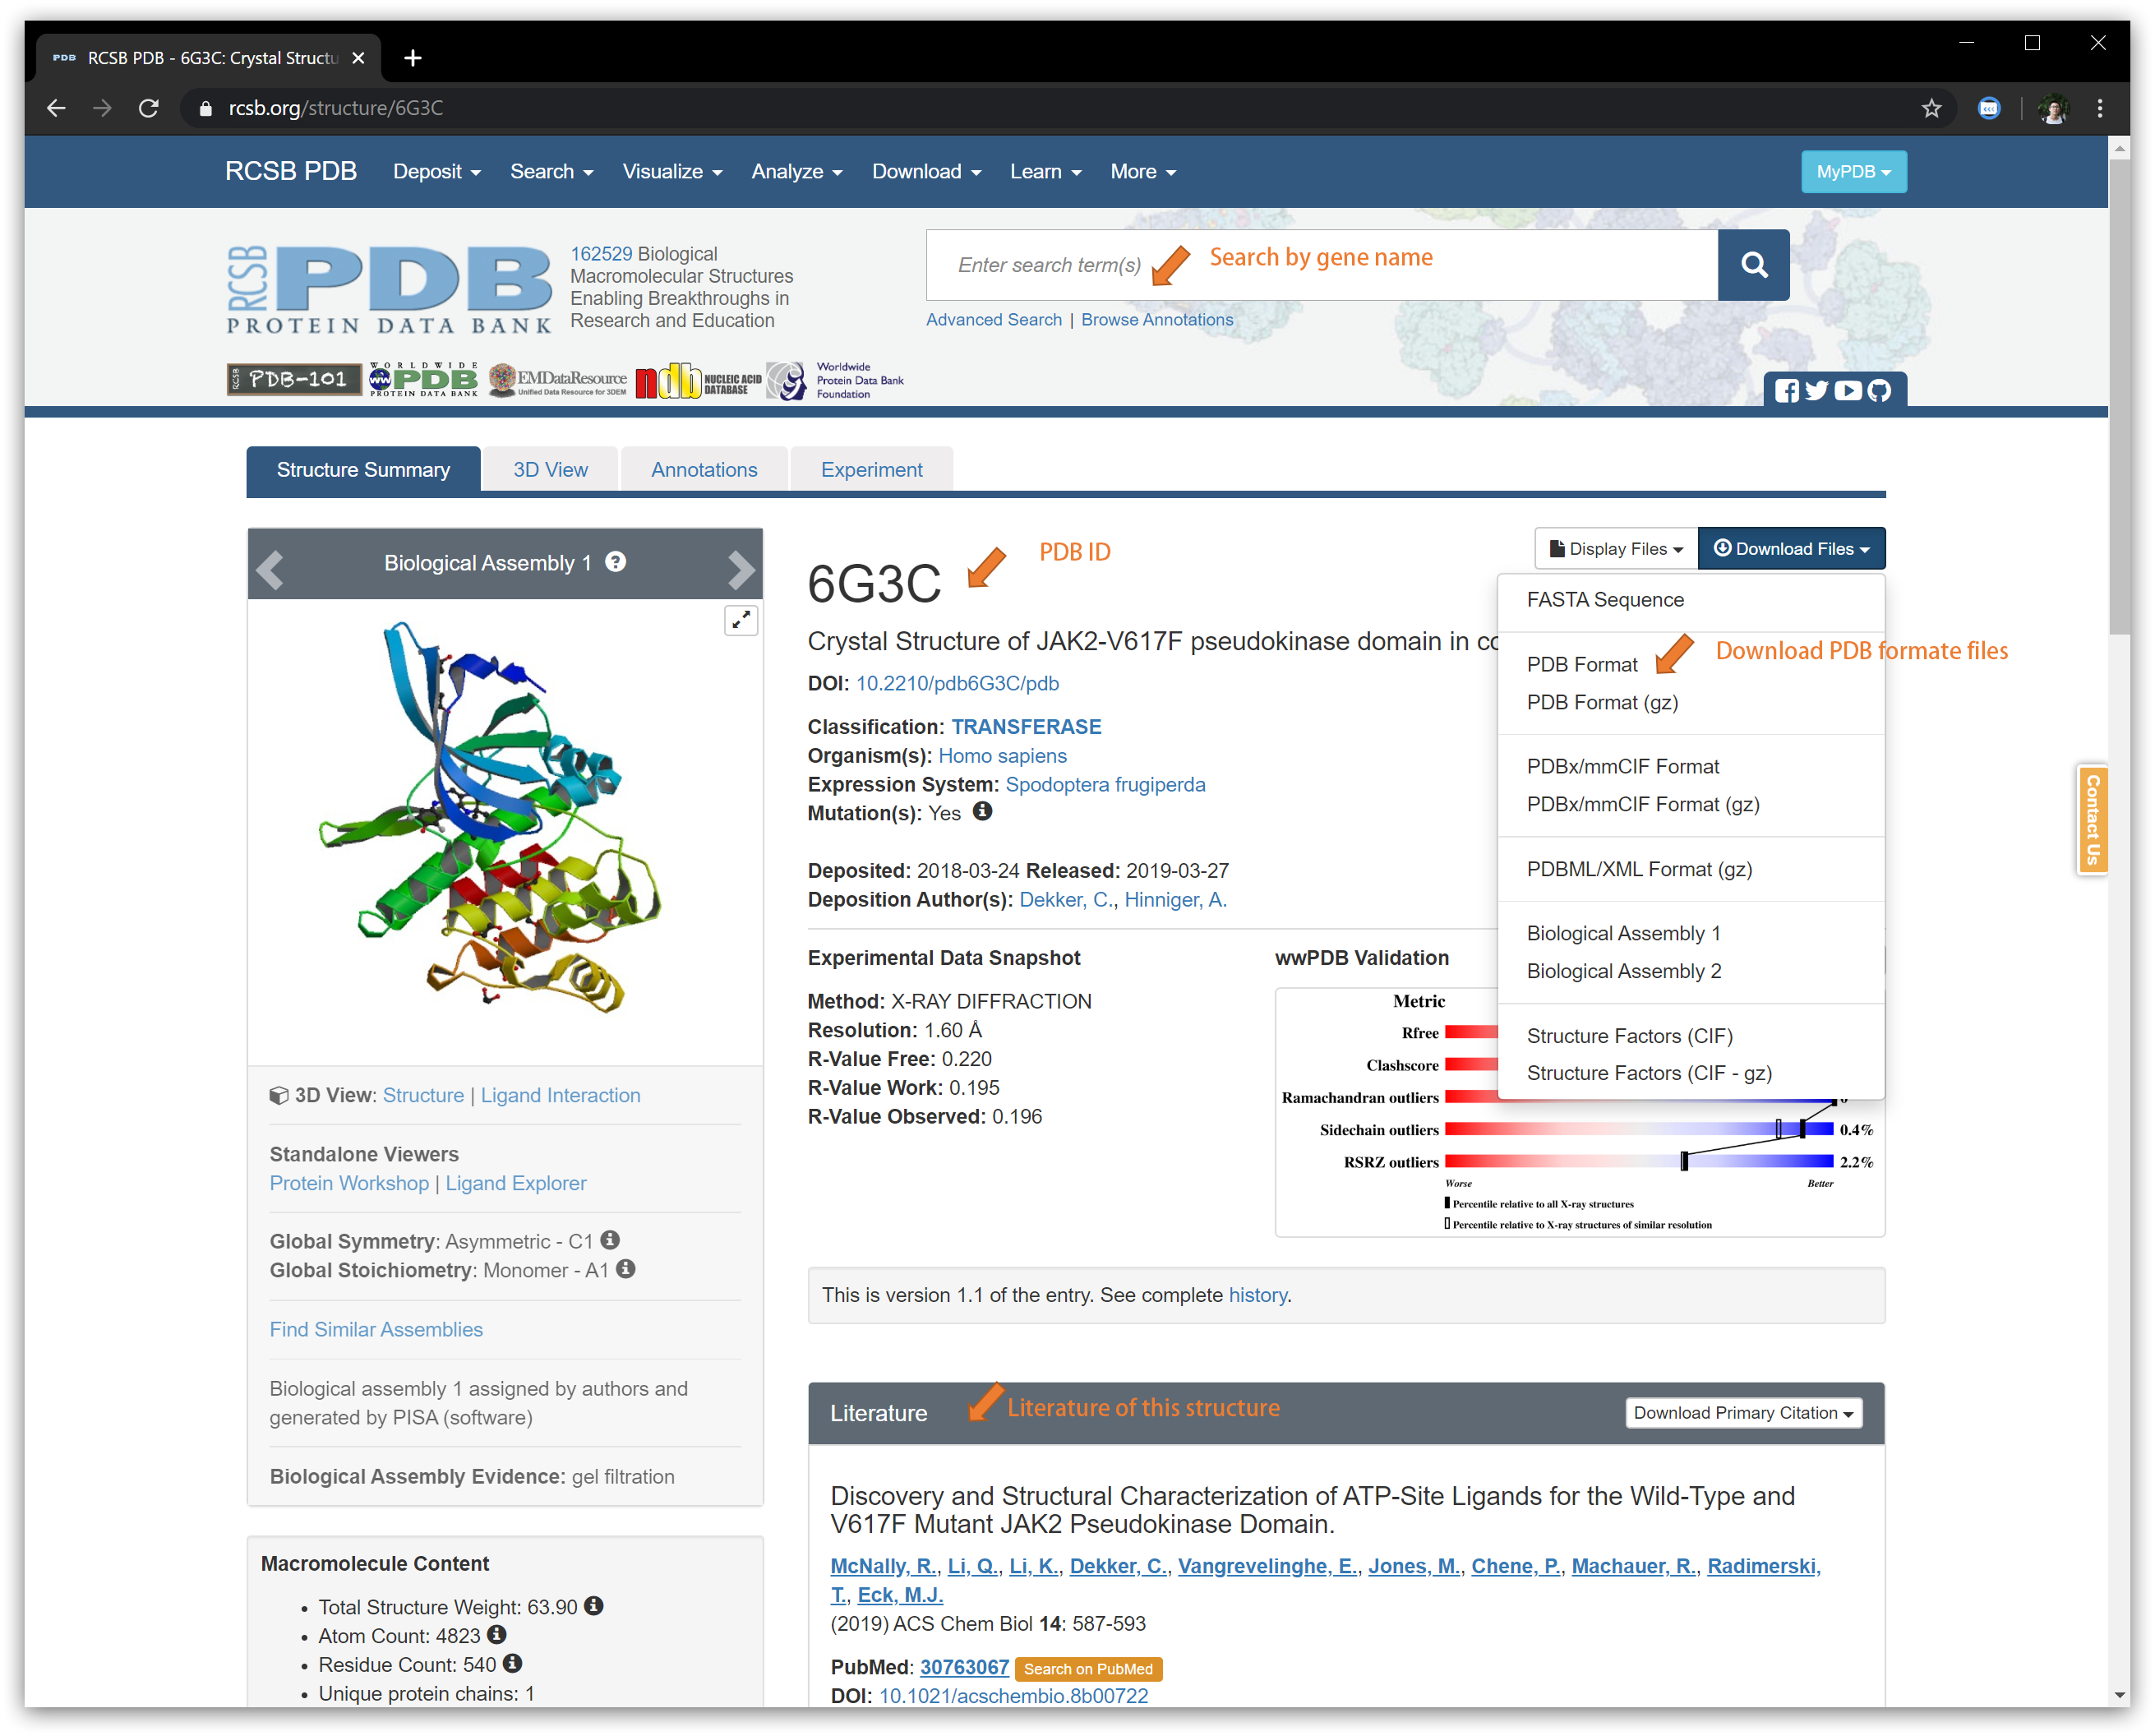 RCSB PDB - 6G3C: Crystal Structu
rcsb.org/structure/6G3C
RCSB PDB Deposit Search Visualize Analyze Download Learn More MyPDB
RCSB PDB
PROTEIN DATA BANK
162529 Biological
Macromolecular Structures
Enabling Breakthroughs in
Research and Education
Enter search term(s)
Search by gene name
Advanced Search | Browse Annotations
RCSB PDB-101
WORLDWIDE
PDB
PROTEIN DATA BANK
EMDataResource
Unified Data Resource for 3DEM
ndb NUCLEIC ACID
DATABASE
Worldwide
Protein Data Bank
Foundation
Structure Summary 3D View Annotations Experiment
Biological Assembly 1
3D View: Structure | Ligand Interaction
Standalone Viewers
Protein Workshop | Ligand Explorer
Global Symmetry: Asymmetric - C1
Global Stoichiometry: Monomer - A1
Find Similar Assemblies
Biological assembly 1 assigned by authors and
generated by PISA (software)
Biological Assembly Evidence: gel filtration
Macromolecule Content
Total Structure Weight: 63.90
Atom Count: 4823
Residue Count: 540
Unique protein chains: 1
6G3C
PDB ID
Display Files Download Files
Crystal Structure of JAK2-V617F pseudokinase domain in co
DOI: 10.2210/pdb6G3C/pdb
Classification: TRANSFERASE
Organism(s): Homo sapiens
Expression System: Spodoptera frugiperda
Mutation(s): Yes
Deposited: 2018-03-24 Released: 2019-03-27
Deposition Author(s): Dekker, C., Hinniger, A.
FASTA Sequence
PDB Format
Download PDB formate files
PDB Format (gz)
PDBx/mmCIF Format
PDBx/mmCIF Format (gz)
PDBML/XML Format (gz)
Biological Assembly 1
Biological Assembly 2
Structure Factors (CIF)
Structure Factors (CIF - gz)
Contact Us
Experimental Data Snapshot
Method: X-RAY DIFFRACTION
Resolution: 1.60 Å
R-Value Free: 0.220
R-Value Work: 0.195
R-Value Observed: 0.196
wwPDB Validation
Metric
Rfree
Clashscore
Ramachandran outliers
Sidechain outliers 0.4%
RSRZ outliers 2.2%
Worse Better
Percentile relative to all X-ray structures
Percentile relative to X-ray structures of similar resolution
This is version 1.1 of the entry. See complete history.
Literature
Literature of this structure
Download Primary Citation
Discovery and Structural Characterization of ATP-Site Ligands for the Wild-Type and
V617F Mutant JAK2 Pseudokinase Domain.
McNally, R., Li, Q., Li, K., Dekker, C., Vangrevelinghe, E., Jones, M., Chene, P., Machauer, R., Radimerski,
T., Eck, M.J.
(2019) ACS Chem Biol 14: 587-593
PubMed: 30763067 Search on PubMed
DOI: 10.1021/acschembio.8b00722